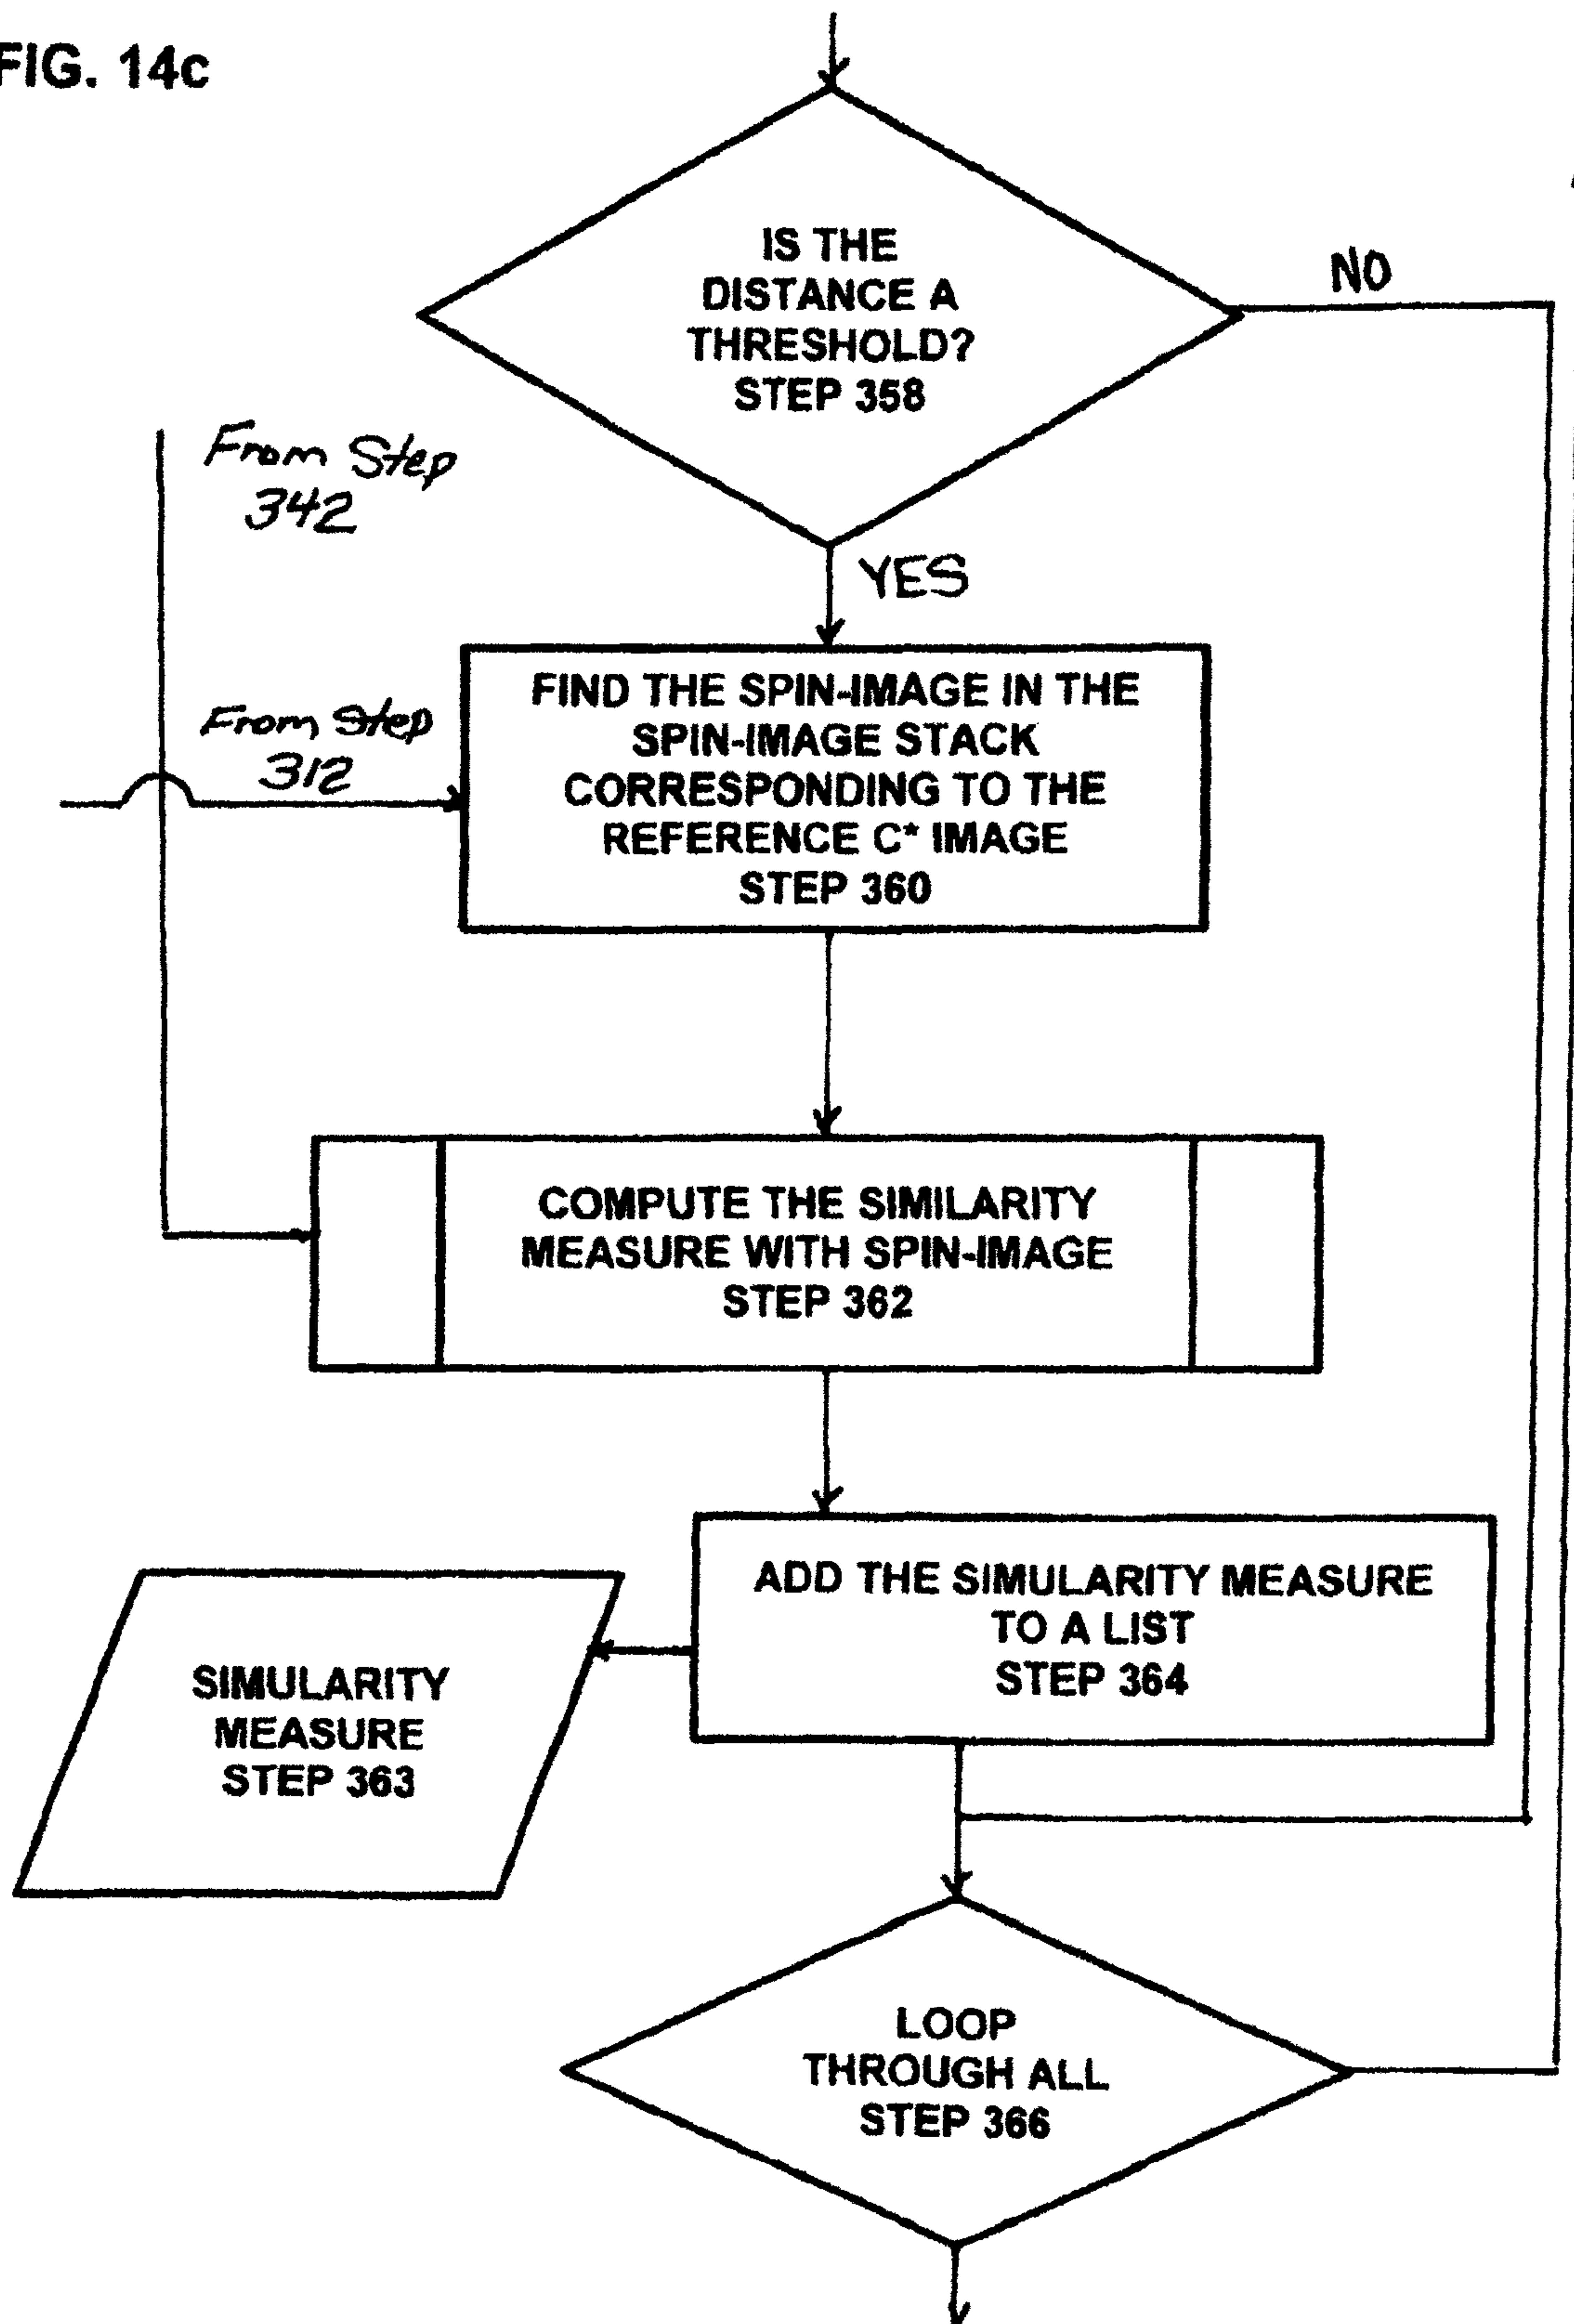 FIG. 14c
IS THE
DISTANCE A
THRESHOLD?
STEP 358
NO
From Step
342
YES
FIND THE SPIN-IMAGE IN THE
SPIN-IMAGE STACK
CORRESPONDING TO THE
REFERENCE C* IMAGE
STEP 360
From Step
312
COMPUTE THE SIMILARITY
MEASURE WITH SPIN-IMAGE
STEP 362
ADD THE SIMULARITY MEASURE
TO A LIST
STEP 364
SIMULARITY
MEASURE
STEP 363
LOOP
THROUGH ALL
STEP 366